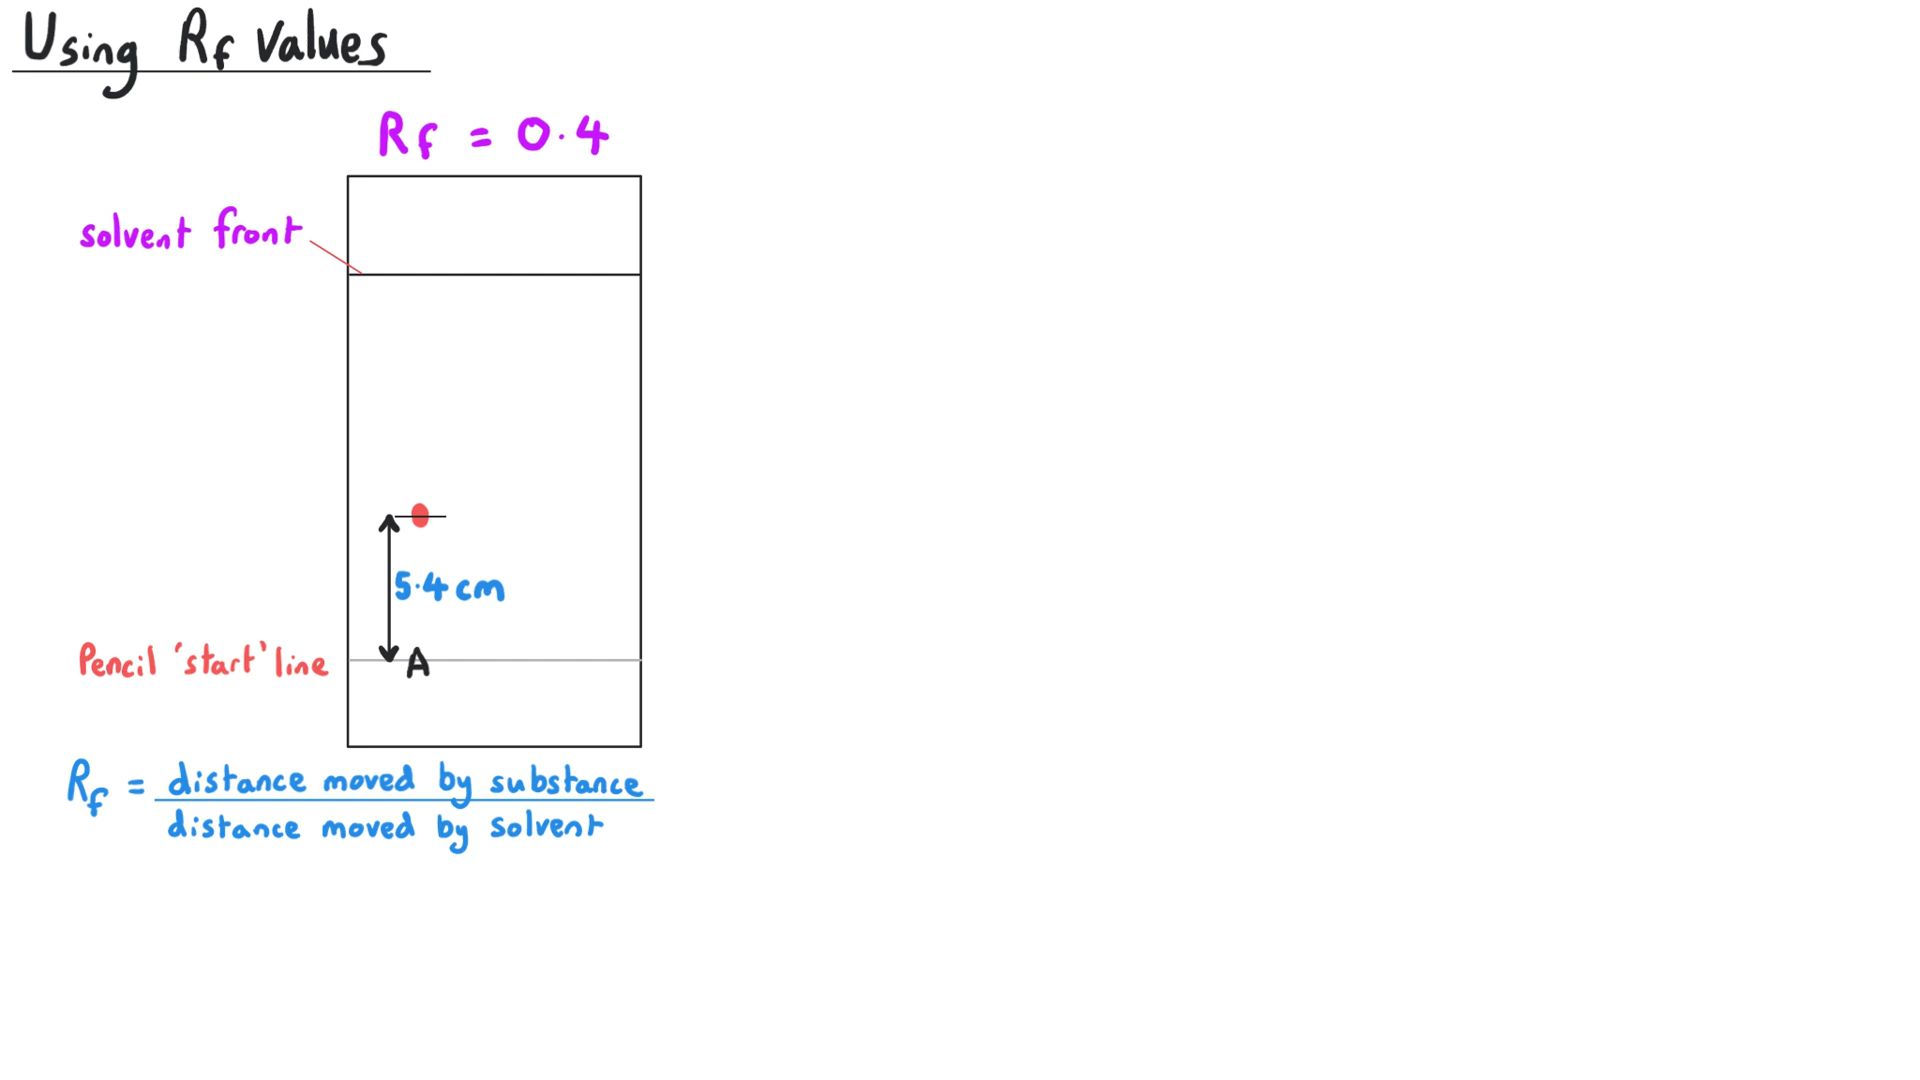 Using Rf values
Rf = 0.4
solvent front
5.4 cm
Pencil 'start' line
A
Rf = distance moved by substance
distance moved by solvent